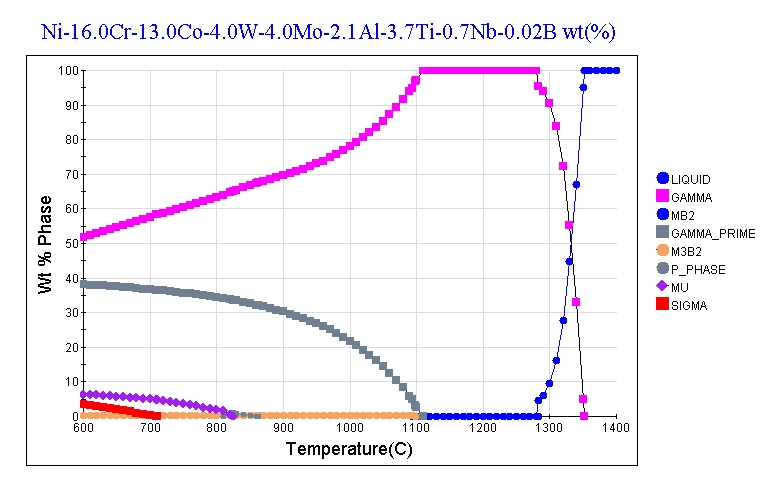 Ni-16.0Cr-13.0Co-4.0W-4.0Mo-2.1Al-3.7Ti-0.7Nb-0.02B wt(%)
100
90
80
70
60
50
40
30
20
10
0
Wt % Phase
600 700 800 900 1000 1100 1200 1300 1400
Temperature(C)
LIQUID
GAMMA
MB2
GAMMA_PRIME
M3B2
P_PHASE
MU
SIGMA